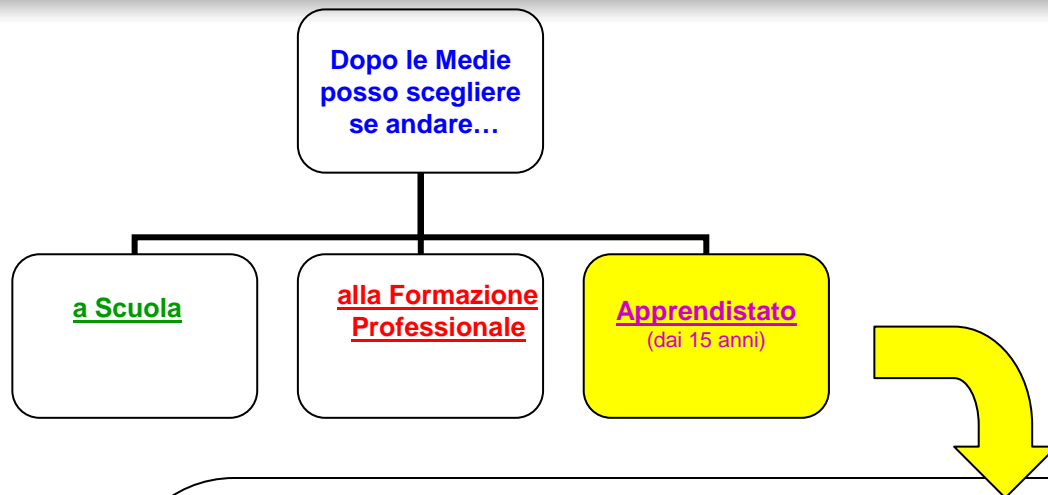 Dopo le Medie
posso scegliere
se andare…
a Scuola
alla Formazione
Professionale
Apprendistato
(dai 15 anni)